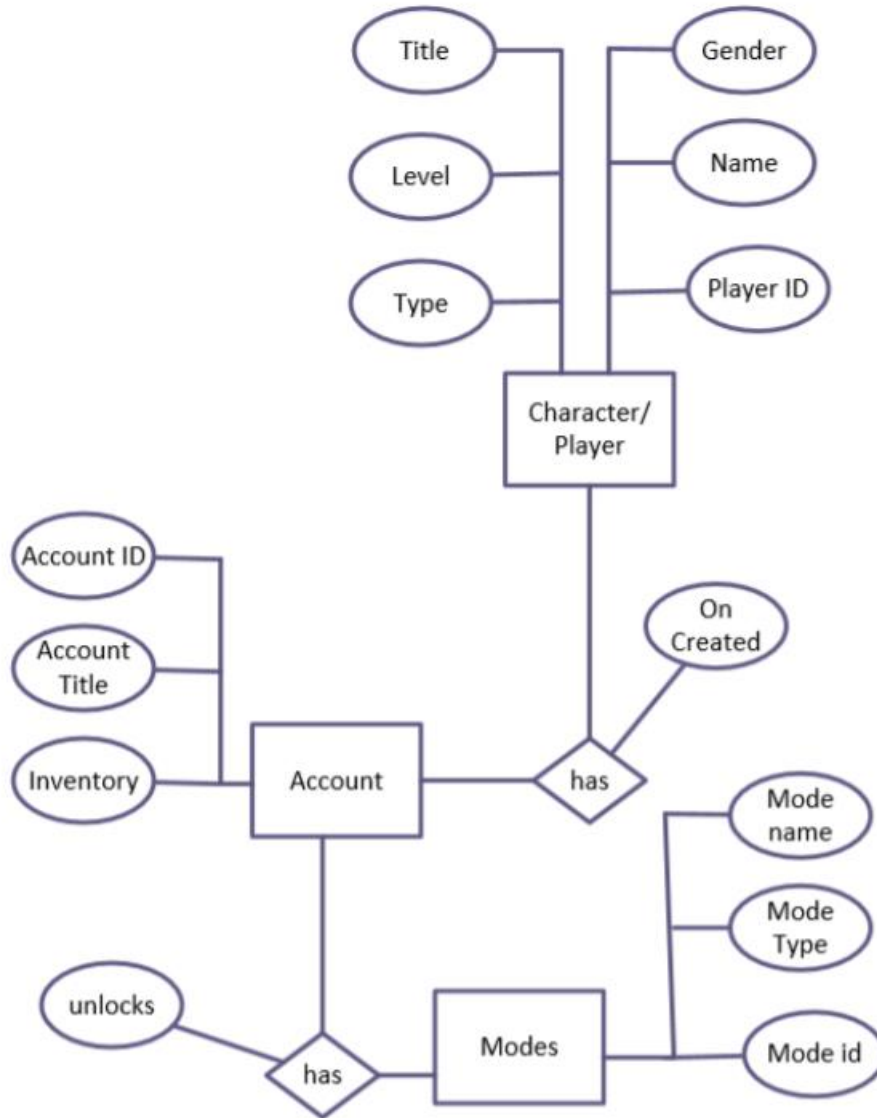 Title
Gender
Level
Name
Type
Player ID
Character/
Player
Account ID
On
Created
Account
Title
Inventory
Account
has
Mode
name
Mode
Type
unlocks
has
Modes
Mode id